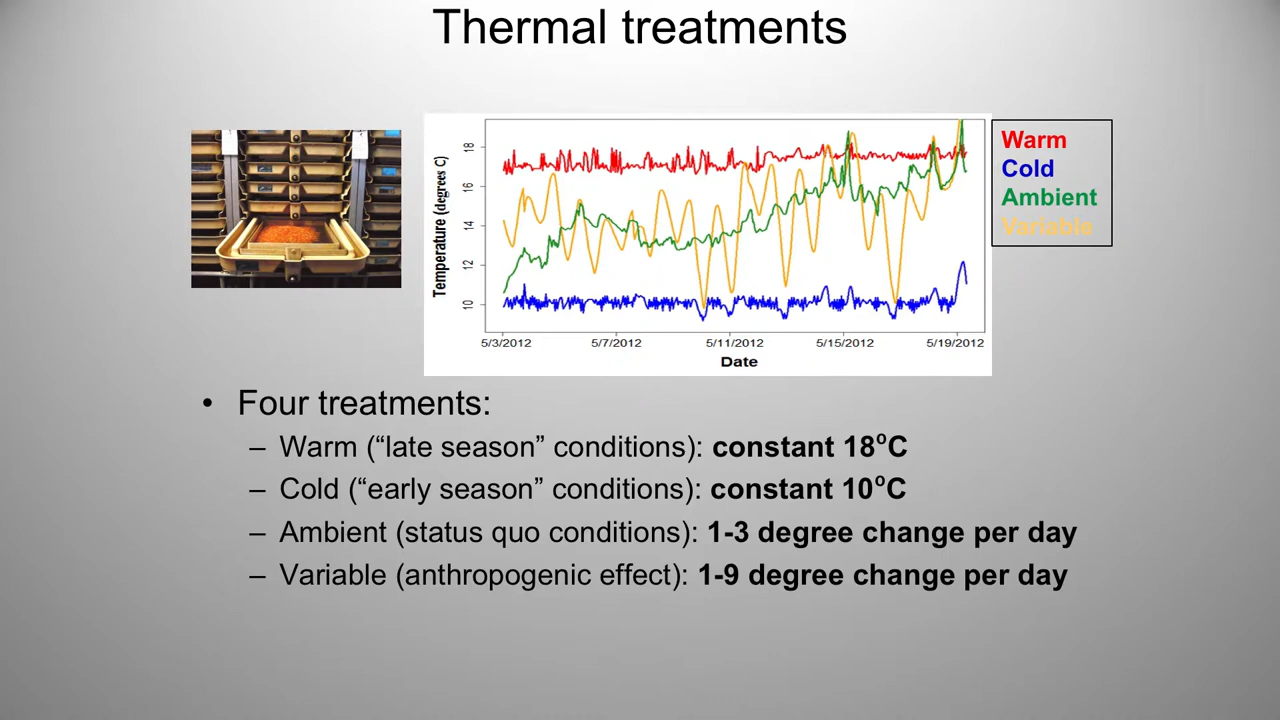 Thermal treatments
Temperature (degrees C)
18
16
14
12
10
5/3/2012 5/7/2012 5/11/2012 5/15/2012 5/19/2012
Date
Warm
Cold
Ambient
Variable
• Four treatments:
– Warm (“late season” conditions): constant 18oC
– Cold (“early season” conditions): constant 10oC
– Ambient (status quo conditions): 1-3 degree change per day
– Variable (anthropogenic effect): 1-9 degree change per day